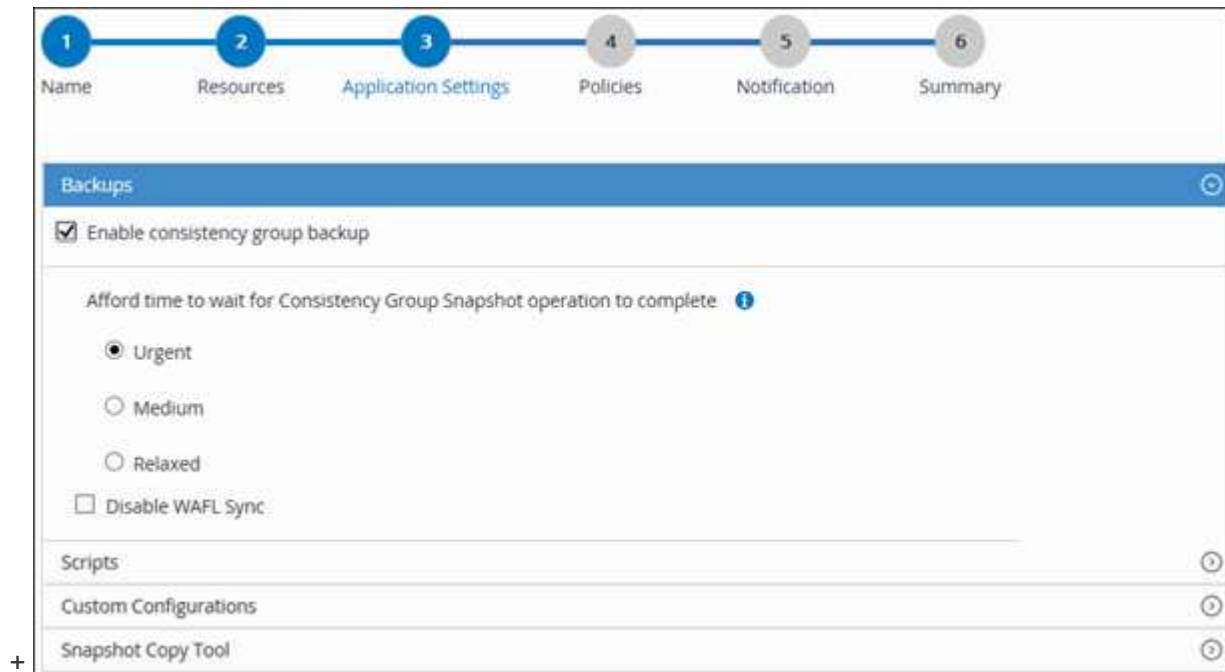 1 2 3 4 5 6
Name Resources Application Settings Policies Notification Summary
Backups
Enable consistency group backup
Afford time to wait for Consistency Group Snapshot operation to complete i
Urgent
Medium
Relaxed
Disable WAFL Sync
Scripts
Custom Configurations
Snapshot Copy Tool
+